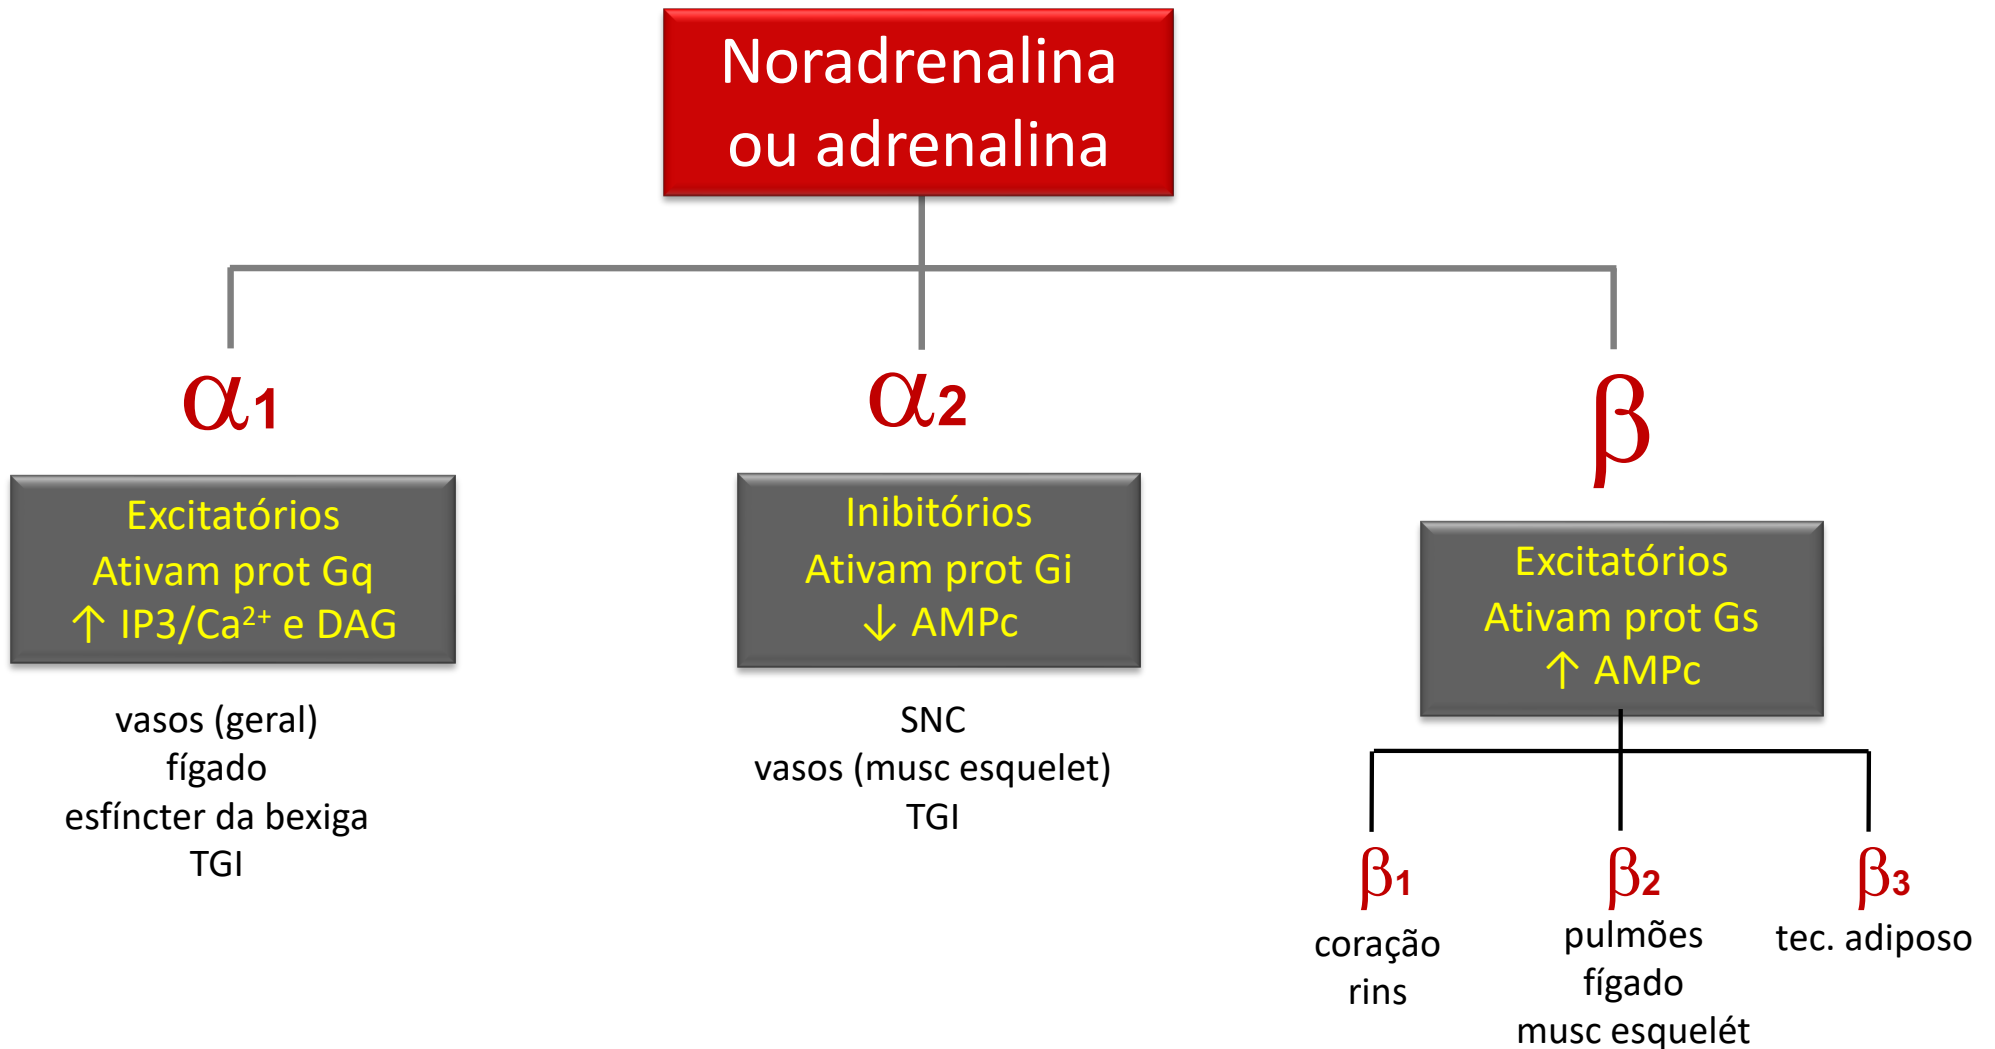 Noradrenalina
ou adrenalina
α1
Excitatórios
Ativam prot Gq
↑ IP3/Ca²⁺ e DAG
vasos (geral)
fígado
esfíncter da bexiga
TGI
α2
Inibitórios
Ativam prot Gi
↓ AMPc
SNC
vasos (musc esquelet)
TGI
β
Excitatórios
Ativam prot Gs
↑ AMPc
β1
coração
rins
β2
pulmões
fígado
musc esquelét
β3
tec. adiposo